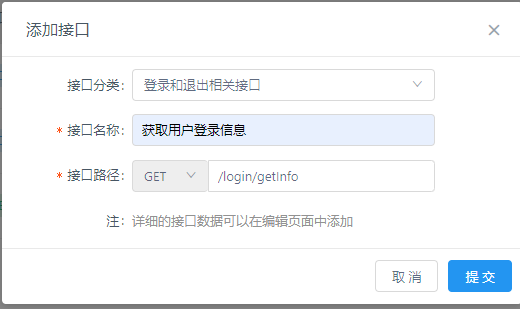 添加接口
接口分类：登录和退出相关接口
* 接口名称：获取用户登录信息
* 接口路径：GET /login/getInfo
注：详细的接口数据可以在编辑页面中添加
取 消 提 交